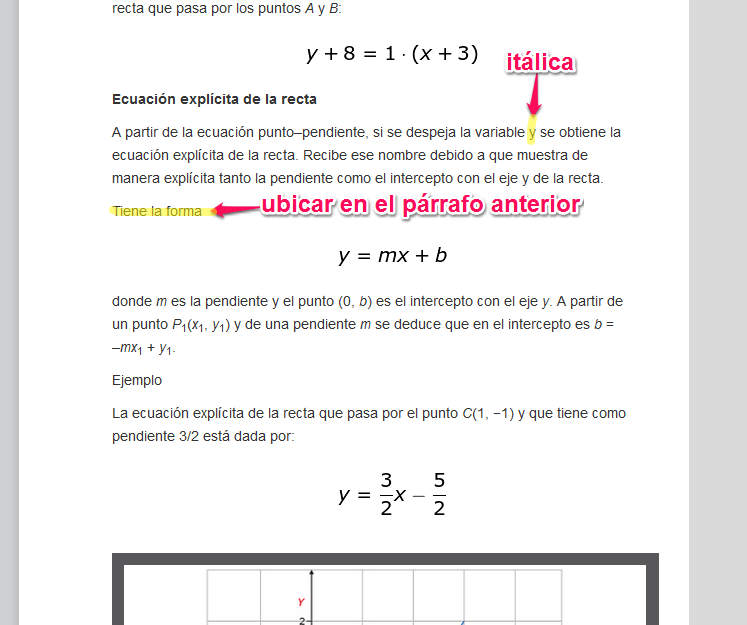 recta que pasa por los puntos A y B:
y + 8 = 1 · (x + 3)
itálica
Ecuación explícita de la recta
A partir de la ecuación punto–pendiente, si se despeja la variable y se obtiene la
ecuación explícita de la recta. Recibe ese nombre debido a que muestra de
manera explícita tanto la pendiente como el intercepto con el eje y de la recta.
Tiene la forma
ubicar en el párrafo anterior
y = mx + b
donde m es la pendiente y el punto (0, b) es el intercepto con el eje y. A partir de
un punto P₁(x₁, y₁) y de una pendiente m se deduce que en el intercepto es b =
–mx₁ + y₁.
Ejemplo
La ecuación explícita de la recta que pasa por el punto C(1, −1) y que tiene como
pendiente 3/2 está dada por:
y = 3/2 x − 5/2
Y
2